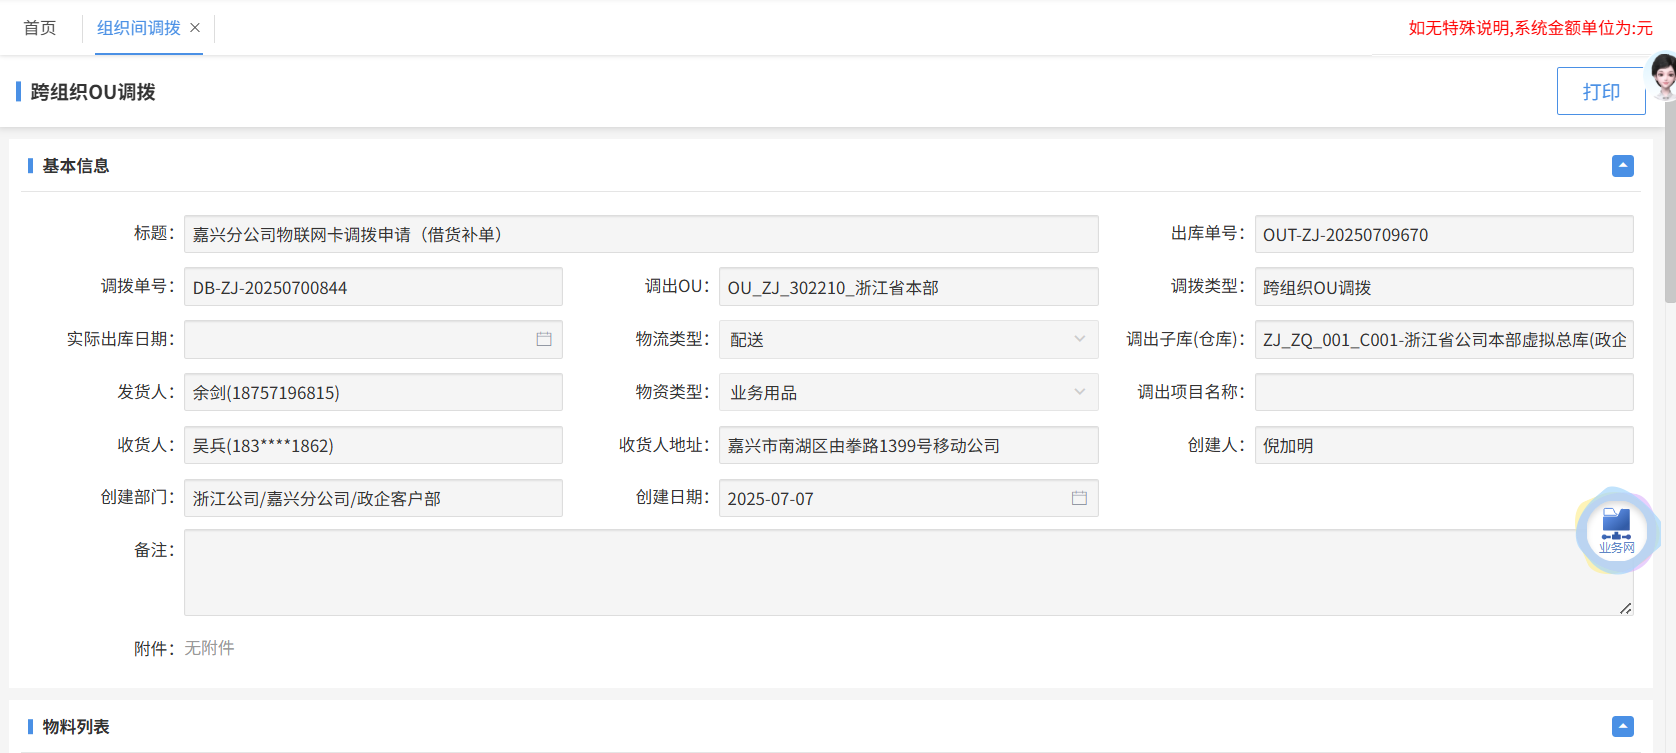 首页
组织间调拨 ×
如无特殊说明,系统金额单位为:元
跨组织OU调拨
打印
基本信息
标题: 嘉兴分公司物联网卡调拨申请（借货补单） 出库单号: OUT-ZJ-20250709670
调拨单号: DB-ZJ-20250700844 调出OU: OU_ZJ_302210_浙江省本部 调拨类型: 跨组织OU调拨
实际出库日期: 物流类型: 配送 调出子库(仓库): ZJ_ZQ_001_C001-浙江省公司本部虚拟总库(政企
发货人: 余剑(18757196815) 物资类型: 业务用品 调出项目名称:
收货人: 吴兵(183****1862) 收货人地址: 嘉兴市南湖区由拳路1399号移动公司 创建人: 倪加明
创建部门: 浙江公司/嘉兴分公司/政企客户部 创建日期: 2025-07-07
备注:
业务网
附件: 无附件
物料列表